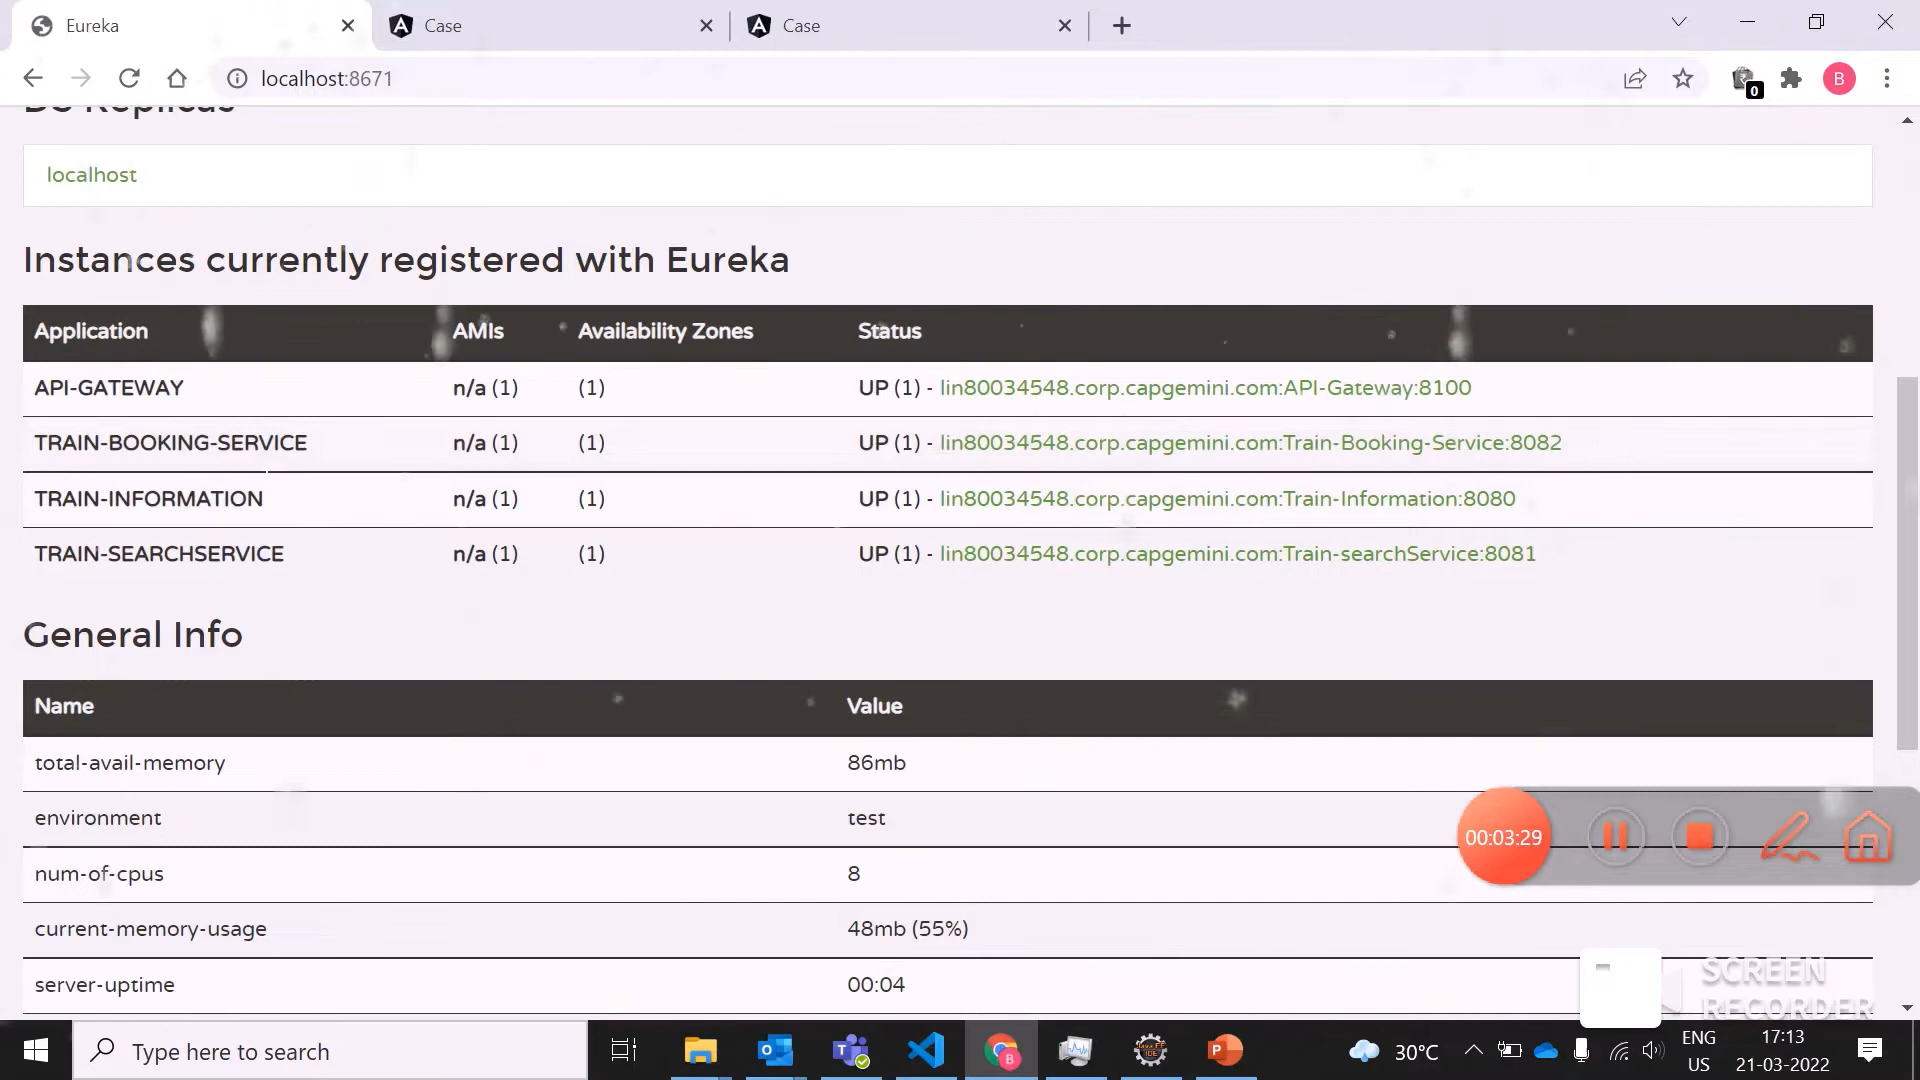 Eureka
Case
Case
localhost:8671
0
B
DS Replicas
localhost
Instances currently registered with Eureka
Application AMIs Availability Zones Status
API-GATEWAY n/a (1) (1) UP (1) - lin80034548.corp.capgemini.com:API-Gateway:8100
TRAIN-BOOKING-SERVICE n/a (1) (1) UP (1) - lin80034548.corp.capgemini.com:Train-Booking-Service:8082
TRAIN-INFORMATION n/a (1) (1) UP (1) - lin80034548.corp.capgemini.com:Train-Information:8080
TRAIN-SEARCHSERVICE n/a (1) (1) UP (1) - lin80034548.corp.capgemini.com:Train-searchService:8081
General Info
Name Value
total-avail-memory 86mb
environment test
00:03:29
num-of-cpus 8
current-memory-usage 48mb (55%)
server-uptime 00:04
SCREEN
RECORDER
Type here to search
30°C
ENG
US
17:13
21-03-2022